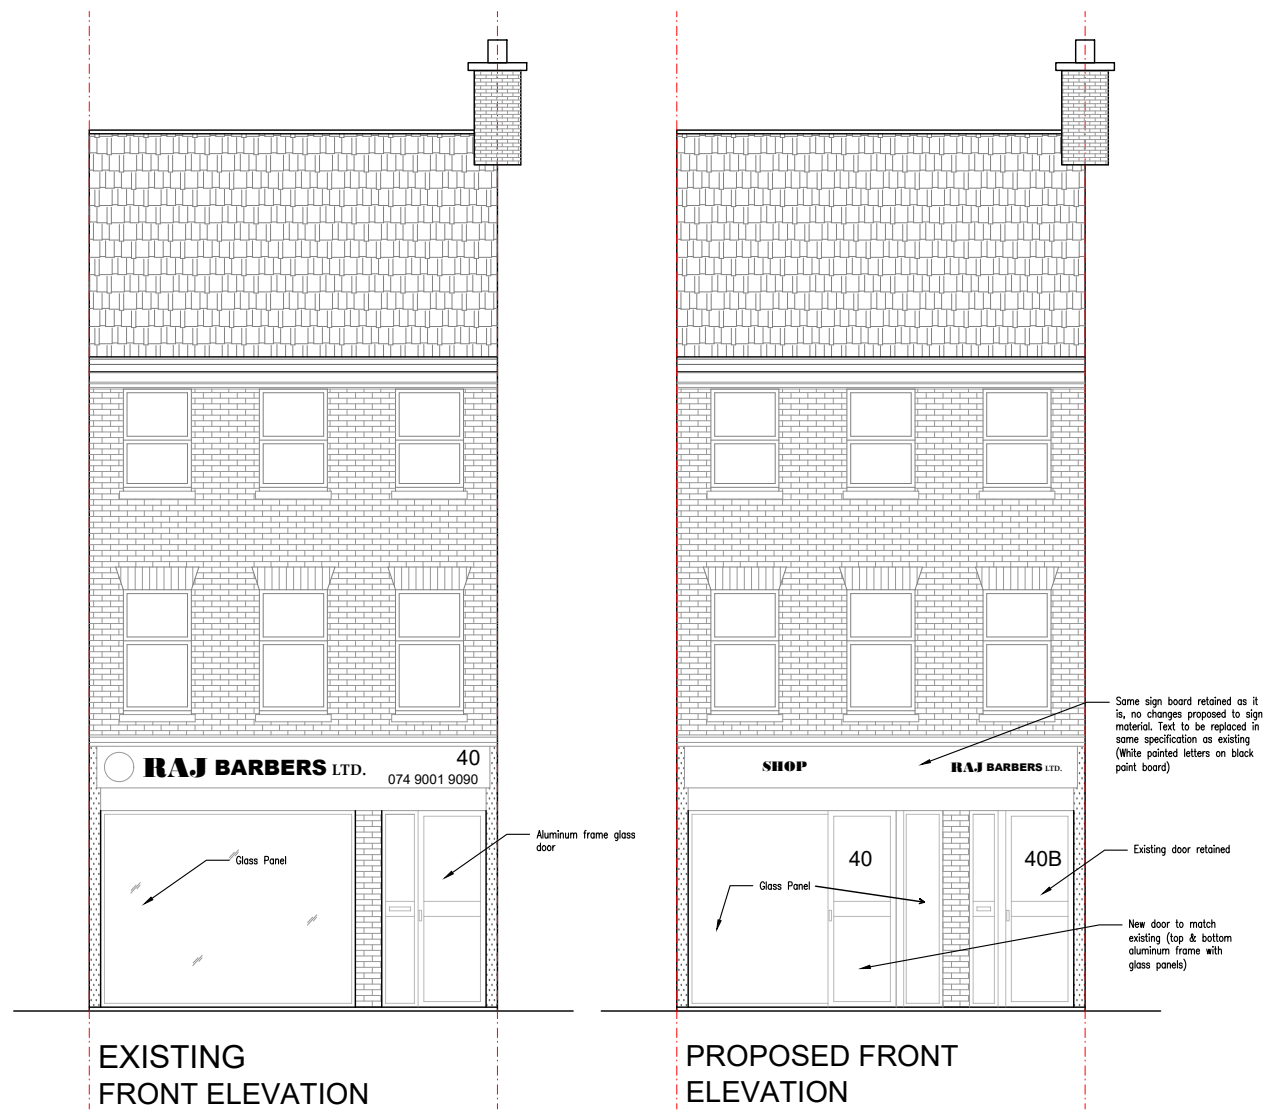 RAJ BARBERS LTD.
40
074 9001 9090
Glass Panel
Aluminum frame glass
door
EXISTING
FRONT ELEVATION
SHOP
RAJ BARBERS LTD.
40
40B
Glass Panel
Same sign board retained as it
is, no changes proposed to sign
material. Text to be replaced in
same specification as existing
(White painted letters on black
paint board)
Existing door retained
New door to match
existing (top & bottom
aluminum frame with
glass panels)
PROPOSED FRONT
ELEVATION